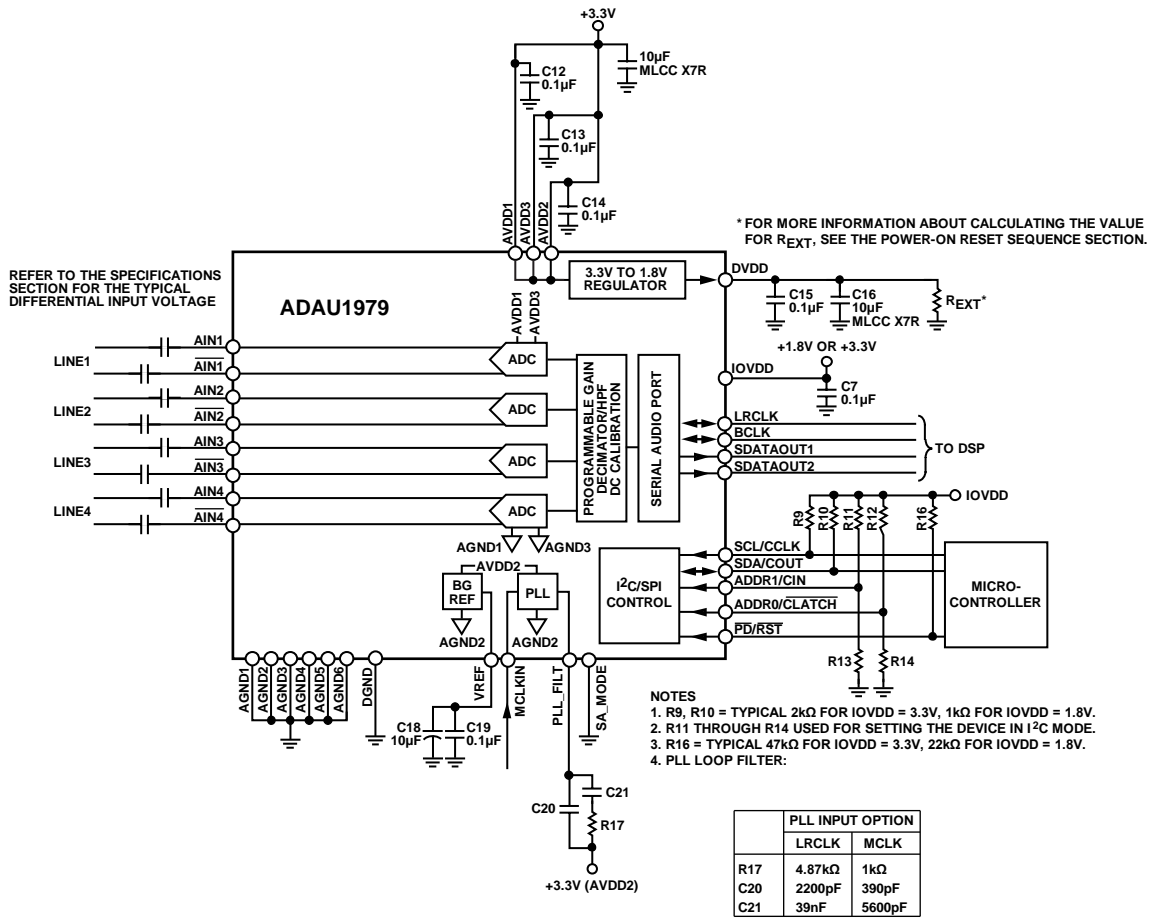 +3.3V
10µF
MLCC X7R
C12
0.1µF
C13
0.1µF
C14
0.1µF
AVDD1
AVDD3
AVDD2
* FOR MORE INFORMATION ABOUT CALCULATING THE VALUE
FOR REXT, SEE THE POWER-ON RESET SEQUENCE SECTION.
REFER TO THE SPECIFICATIONS
SECTION FOR THE TYPICAL
DIFFERENTIAL INPUT VOLTAGE
ADAU1979
3.3V TO 1.8V
REGULATOR
DVDD
C15
0.1µF
C16
10µF
MLCC X7R
REXT*
AVDD1
AVDD3
+1.8V OR +3.3V
IOVDD
C7
0.1µF
LINE1
AIN1
AIN1
ADC
LINE2
AIN2
AIN2
ADC
LINE3
AIN3
AIN3
ADC
LINE4
AIN4
AIN4
ADC
AGND1
AGND3
PROGRAMMABLE GAIN
DECIMATOR/HPF
DC CALIBRATION
SERIAL AUDIO PORT
LRCLK
BCLK
SDATAOUT1
SDATAOUT2
TO DSP
IOVDD
R9
R10
R11
R12
R16
AVDD2
BG
REF
PLL
AGND2
AGND2
I2C/SPI
CONTROL
SCL/CCLK
SDA/COUT
ADDR1/CIN
ADDR0/CLATCH
PD/RST
MICRO-
CONTROLLER
R13
R14
AGND1
AGND2
AGND3
AGND4
AGND5
AGND6
DGND
VREF
MCLKIN
PLL_FILT
SA_MODE
C18
10µF
C19
0.1µF
C20
C21
R17
+3.3V (AVDD2)
NOTES
1. R9, R10 = TYPICAL 2kΩ FOR IOVDD = 3.3V, 1kΩ FOR IOVDD = 1.8V.
2. R11 THROUGH R14 USED FOR SETTING THE DEVICE IN I2C MODE.
3. R16 = TYPICAL 47kΩ FOR IOVDD = 3.3V, 22kΩ FOR IOVDD = 1.8V.
4. PLL LOOP FILTER:
PLL INPUT OPTION
LRCLK MCLK
R17 4.87kΩ 1kΩ
C20 2200pF 390pF
C21 39nF 5600pF